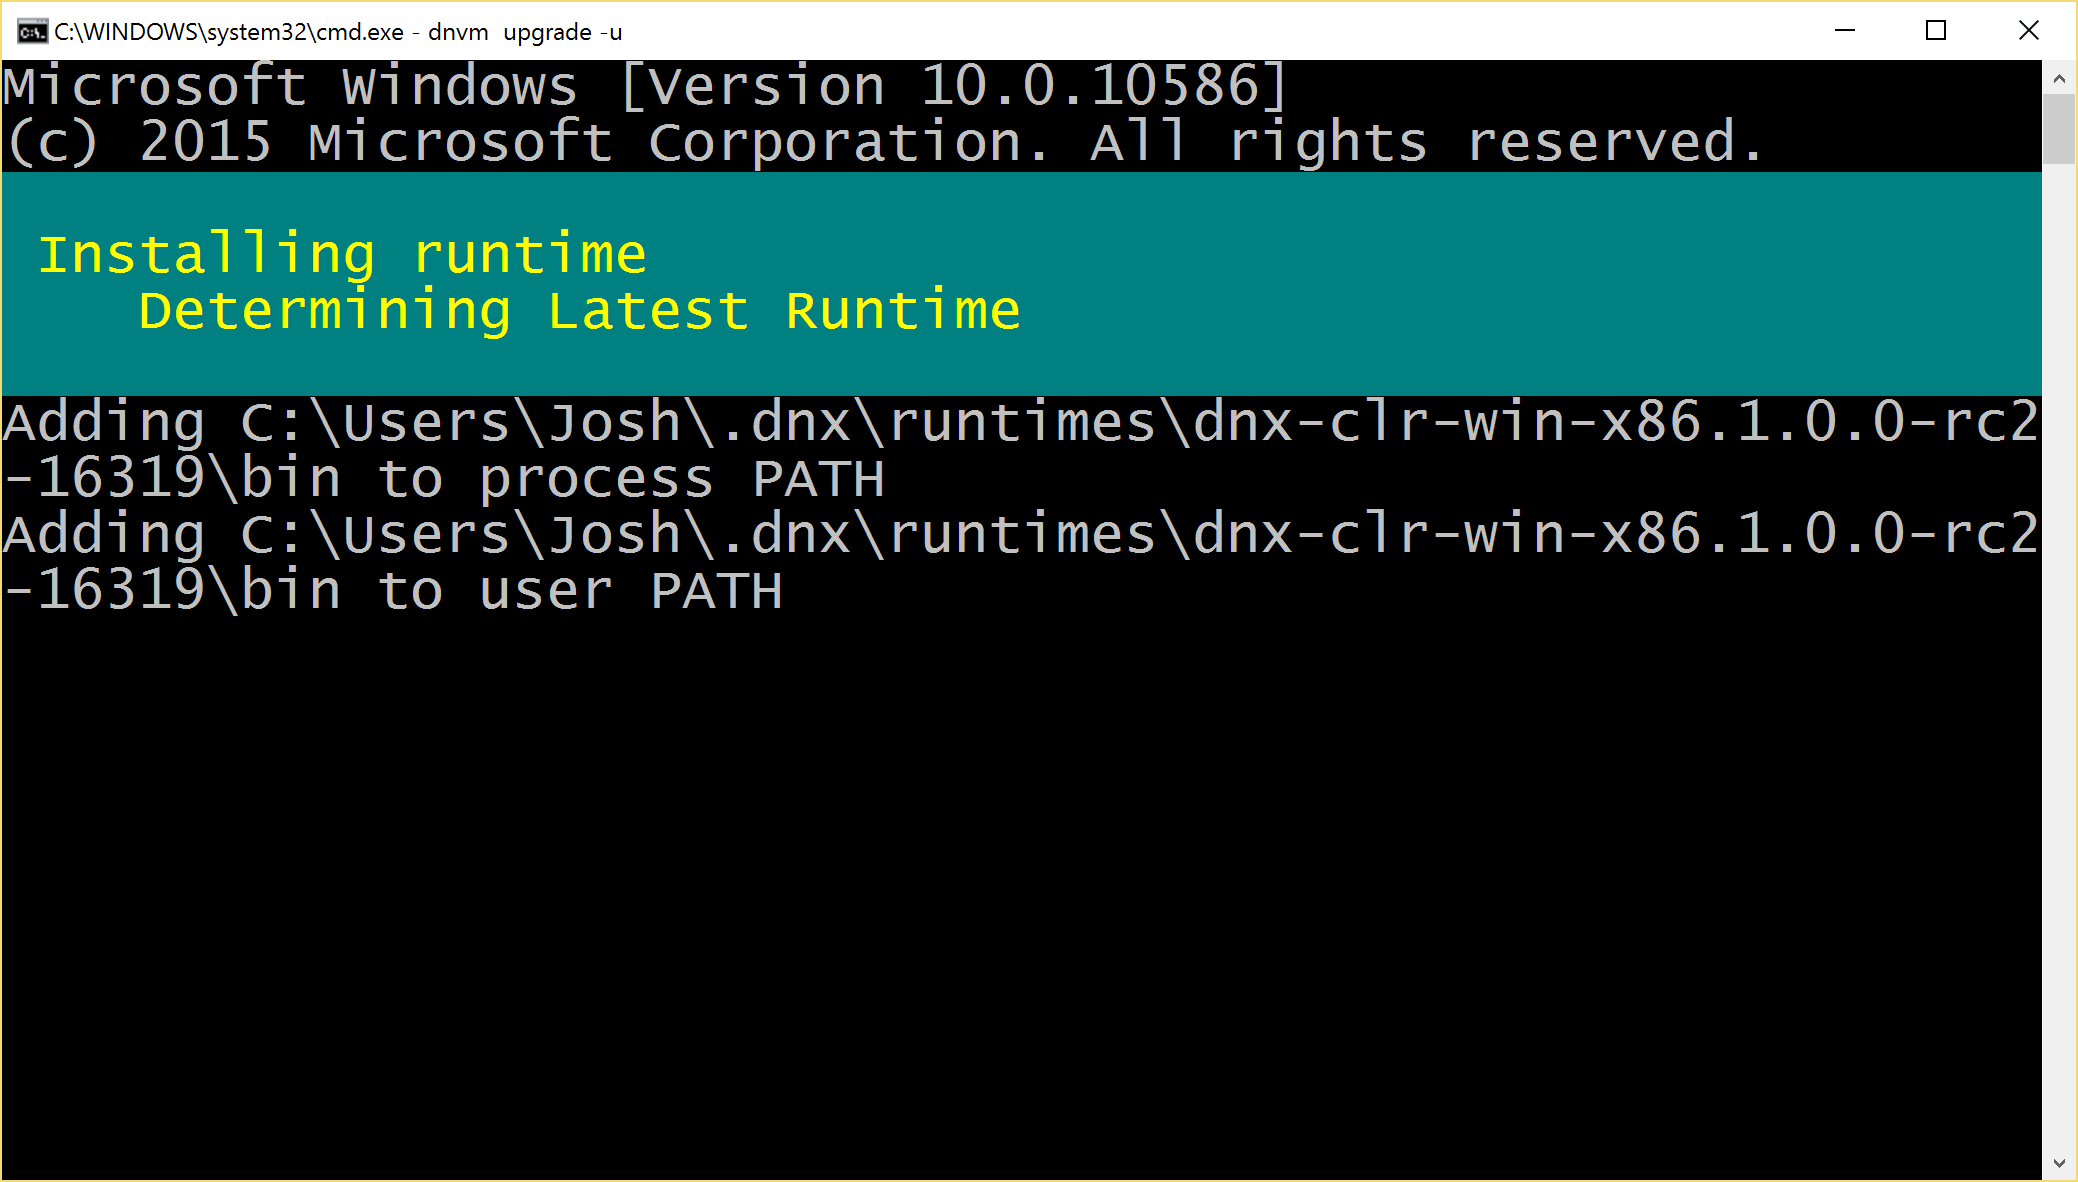 C:\WINDOWS\system32\cmd.exe - dnvm  upgrade -u
Microsoft Windows [Version 10.0.10586]
(c) 2015 Microsoft Corporation. All rights reserved.
Installing runtime
Determining Latest Runtime
Adding C:\Users\Josh\.dnx\runtimes\dnx-clr-win-x86.1.0.0-rc2
-16319\bin to process PATH
Adding C:\Users\Josh\.dnx\runtimes\dnx-clr-win-x86.1.0.0-rc2
-16319\bin to user PATH